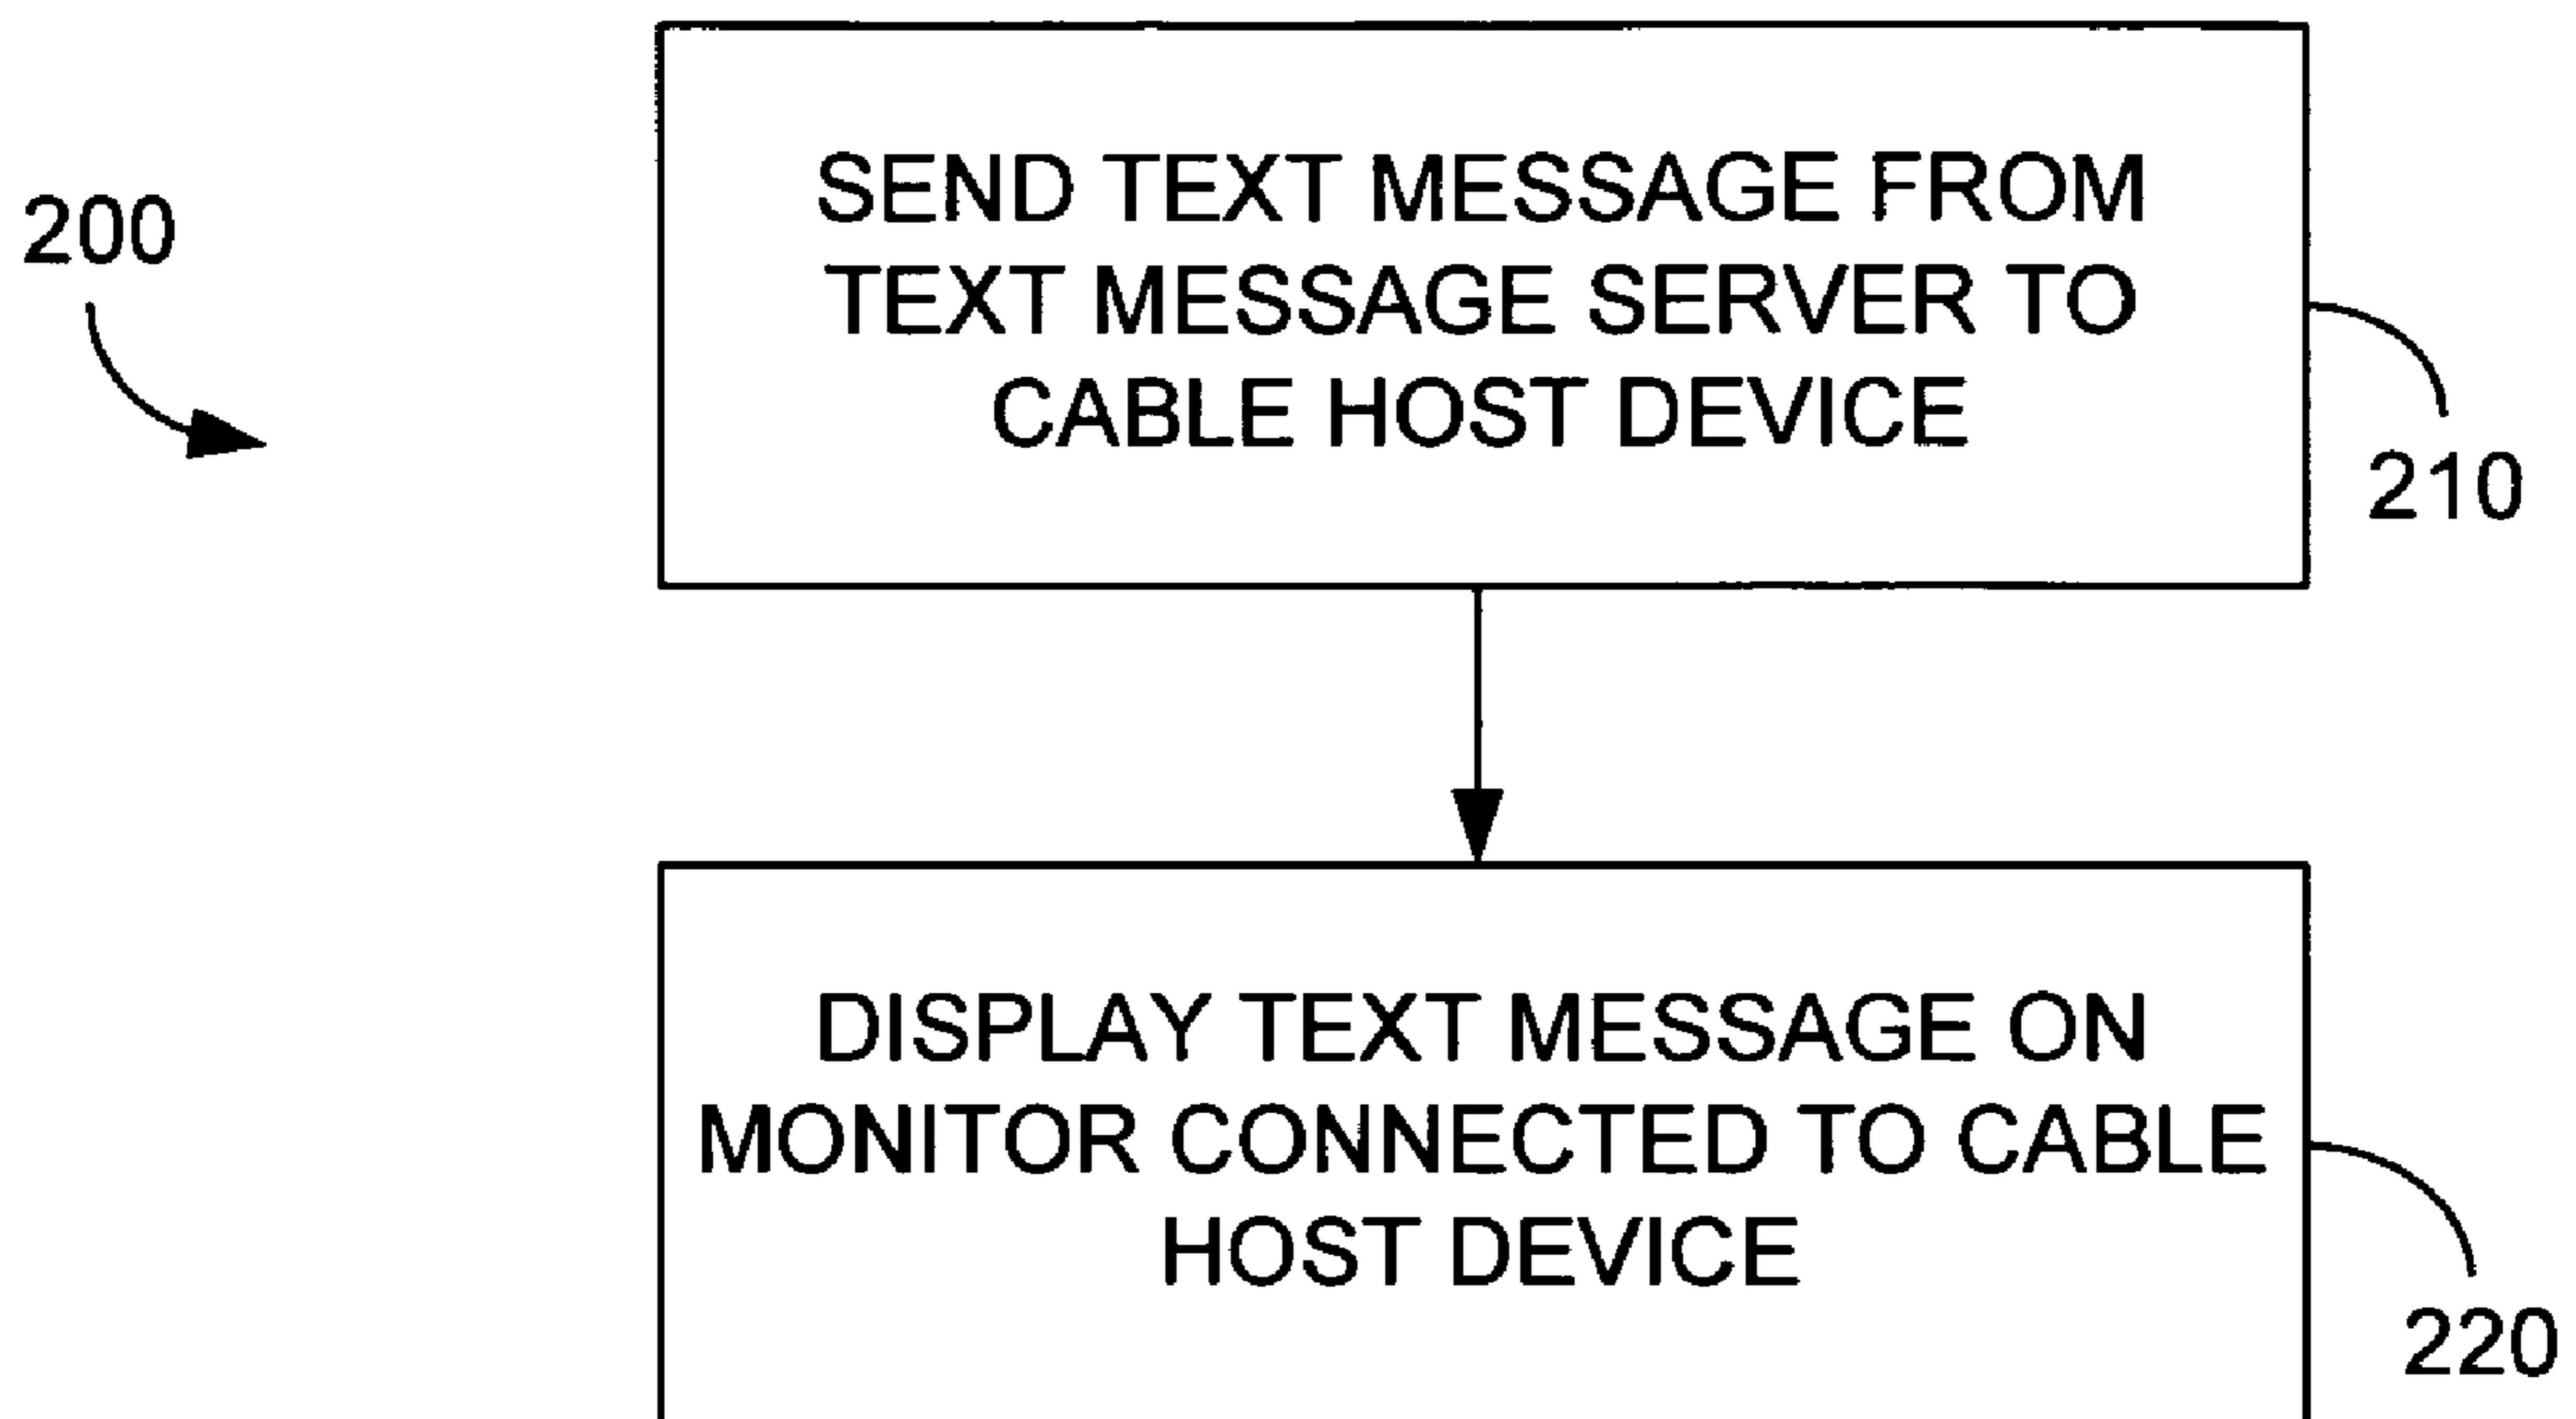 200
SEND TEXT MESSAGE FROM
TEXT MESSAGE SERVER TO
CABLE HOST DEVICE
210
DISPLAY TEXT MESSAGE ON
MONITOR CONNECTED TO CABLE
HOST DEVICE
220